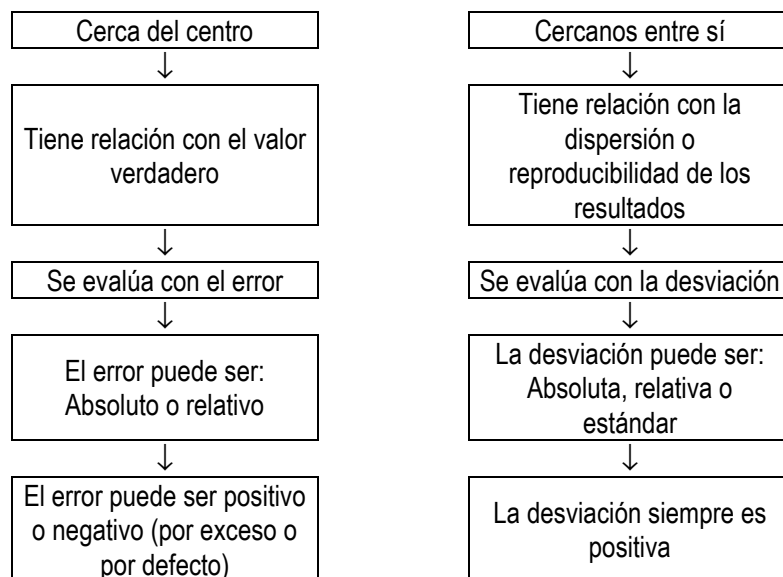 Cerca del centro
↓
Tiene relación con el valor
verdadero
↓
Se evalúa con el error
↓
El error puede ser:
Absoluto o relativo
↓
El error puede ser positivo
o negativo (por exceso o
por defecto)
Cercanos entre sí
↓
Tiene relación con la
dispersión o
reproducibilidad de los
resultados
↓
Se evalúa con la desviación
↓
La desviación puede ser:
Absoluta, relativa o
estándar
↓
La desviación siempre es
positiva